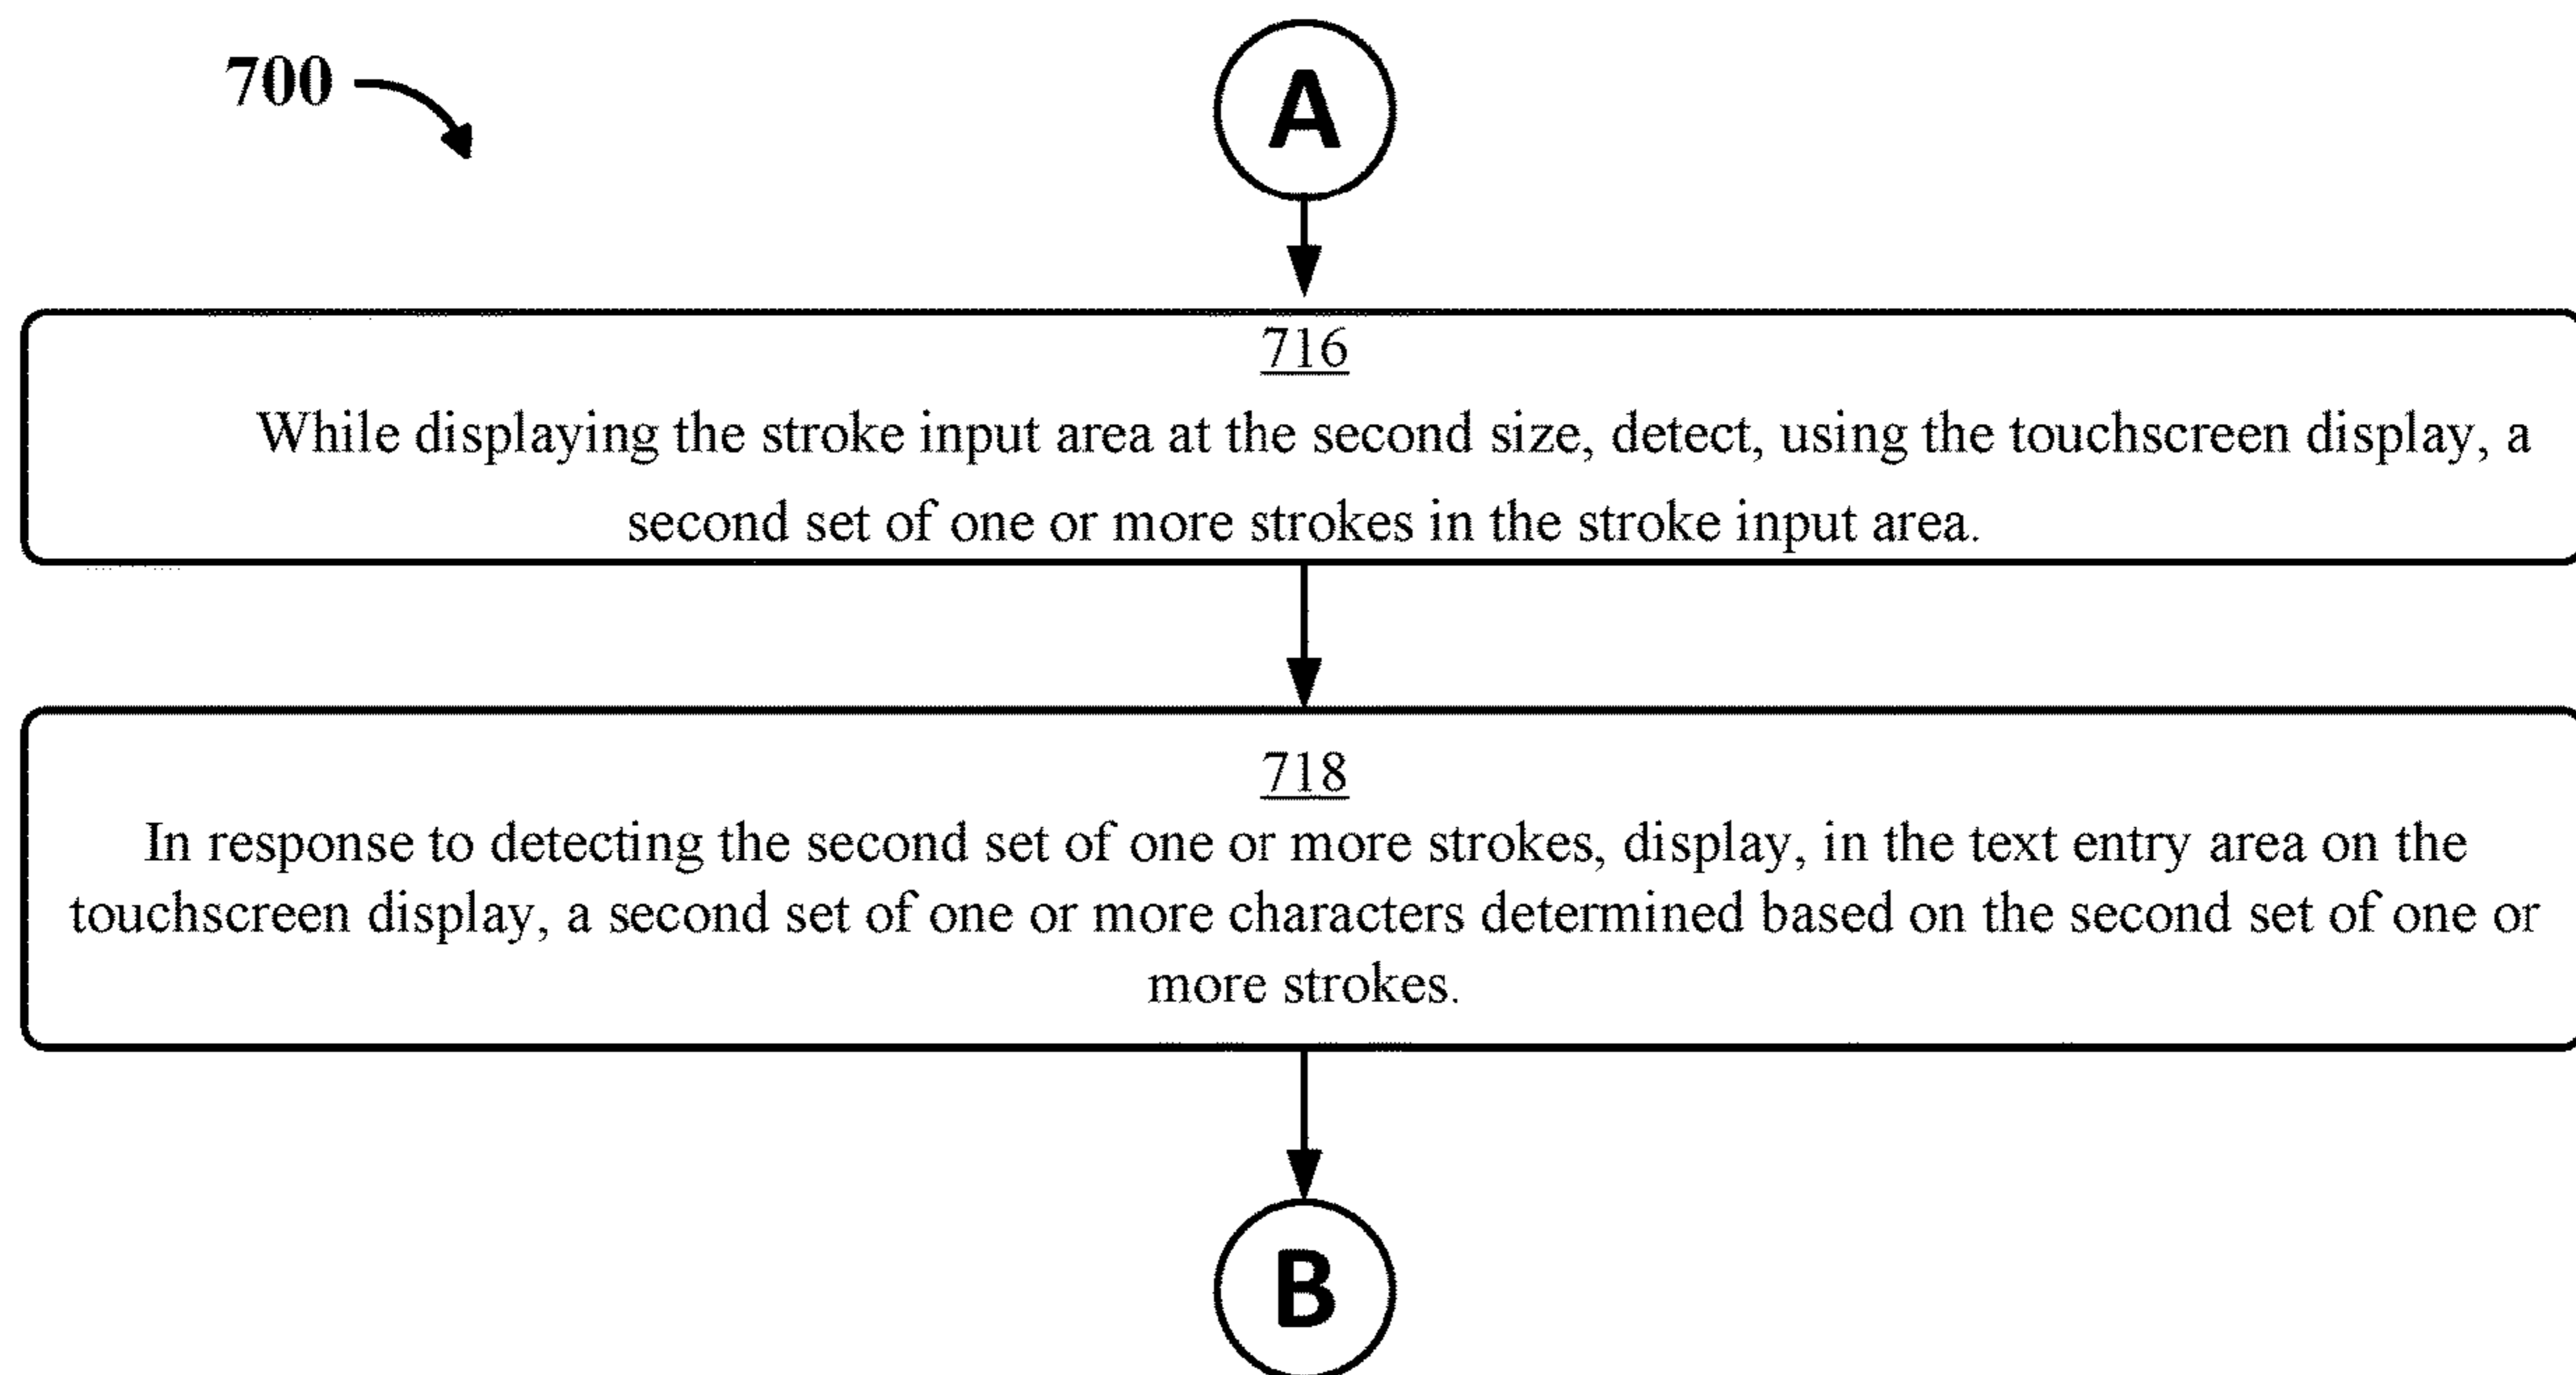 700
A
716
While displaying the stroke input area at the second size, detect, using the touchscreen display, a
second set of one or more strokes in the stroke input area.
718
In response to detecting the second set of one or more strokes, display, in the text entry area on the
touchscreen display, a second set of one or more characters determined based on the second set of one or
more strokes.
B